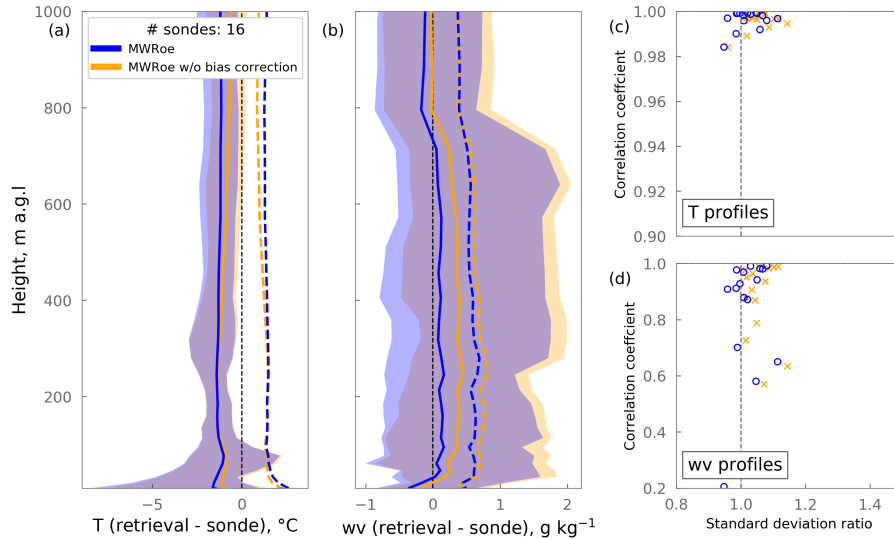 (a)
# sondes: 16
MWRoe
MWRoe w/o bias correction
Height, m a.g.l
1000
800
600
400
200
−5
0
T (retrieval - sonde), °C
(b)
−1
0
1
2
wv (retrieval - sonde), g kg−1
(c)
Correlation coeffcient
1.00
0.98
0.96
0.94
0.92
0.90
T profiles
(d)
Correlation coeffcient
1.0
0.8
0.6
0.4
0.2
wv profiles
0.8
1.0
1.2
1.4
Standard deviation ratio